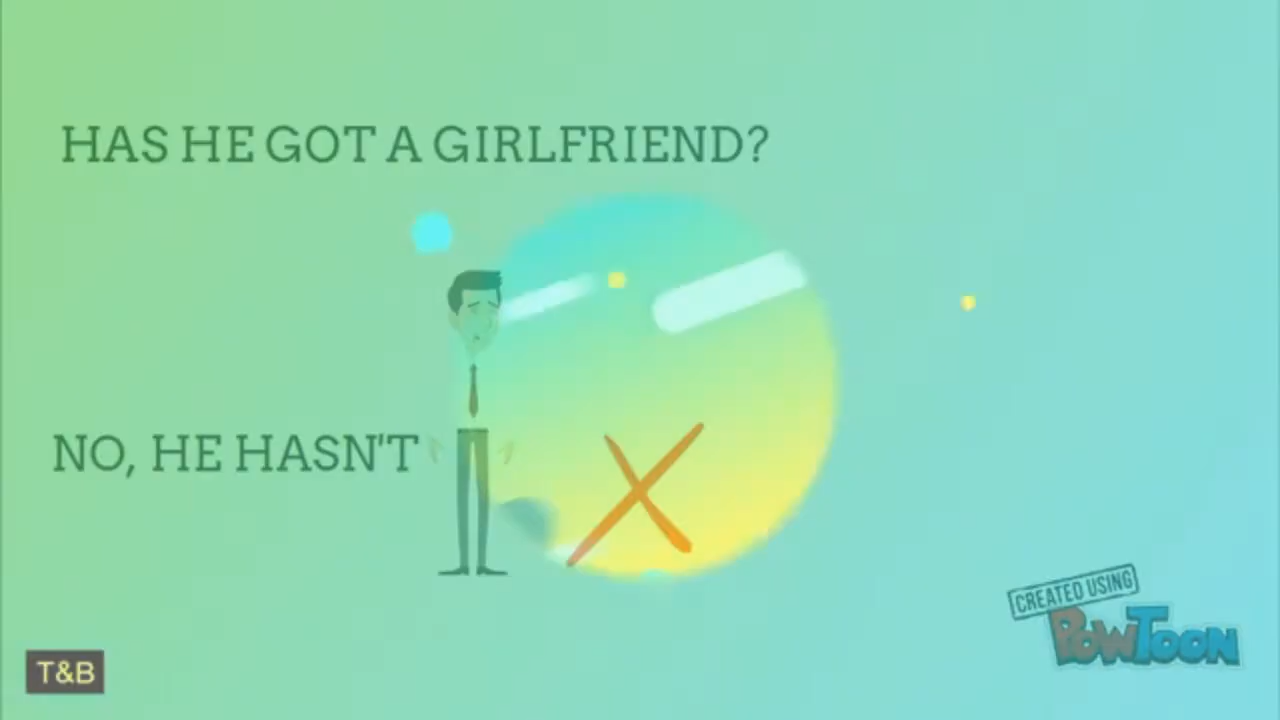 HAS HE GOT A GIRLFRIEND?
NO, HE HASN'T
CREATED USING
POWTOON
T&B